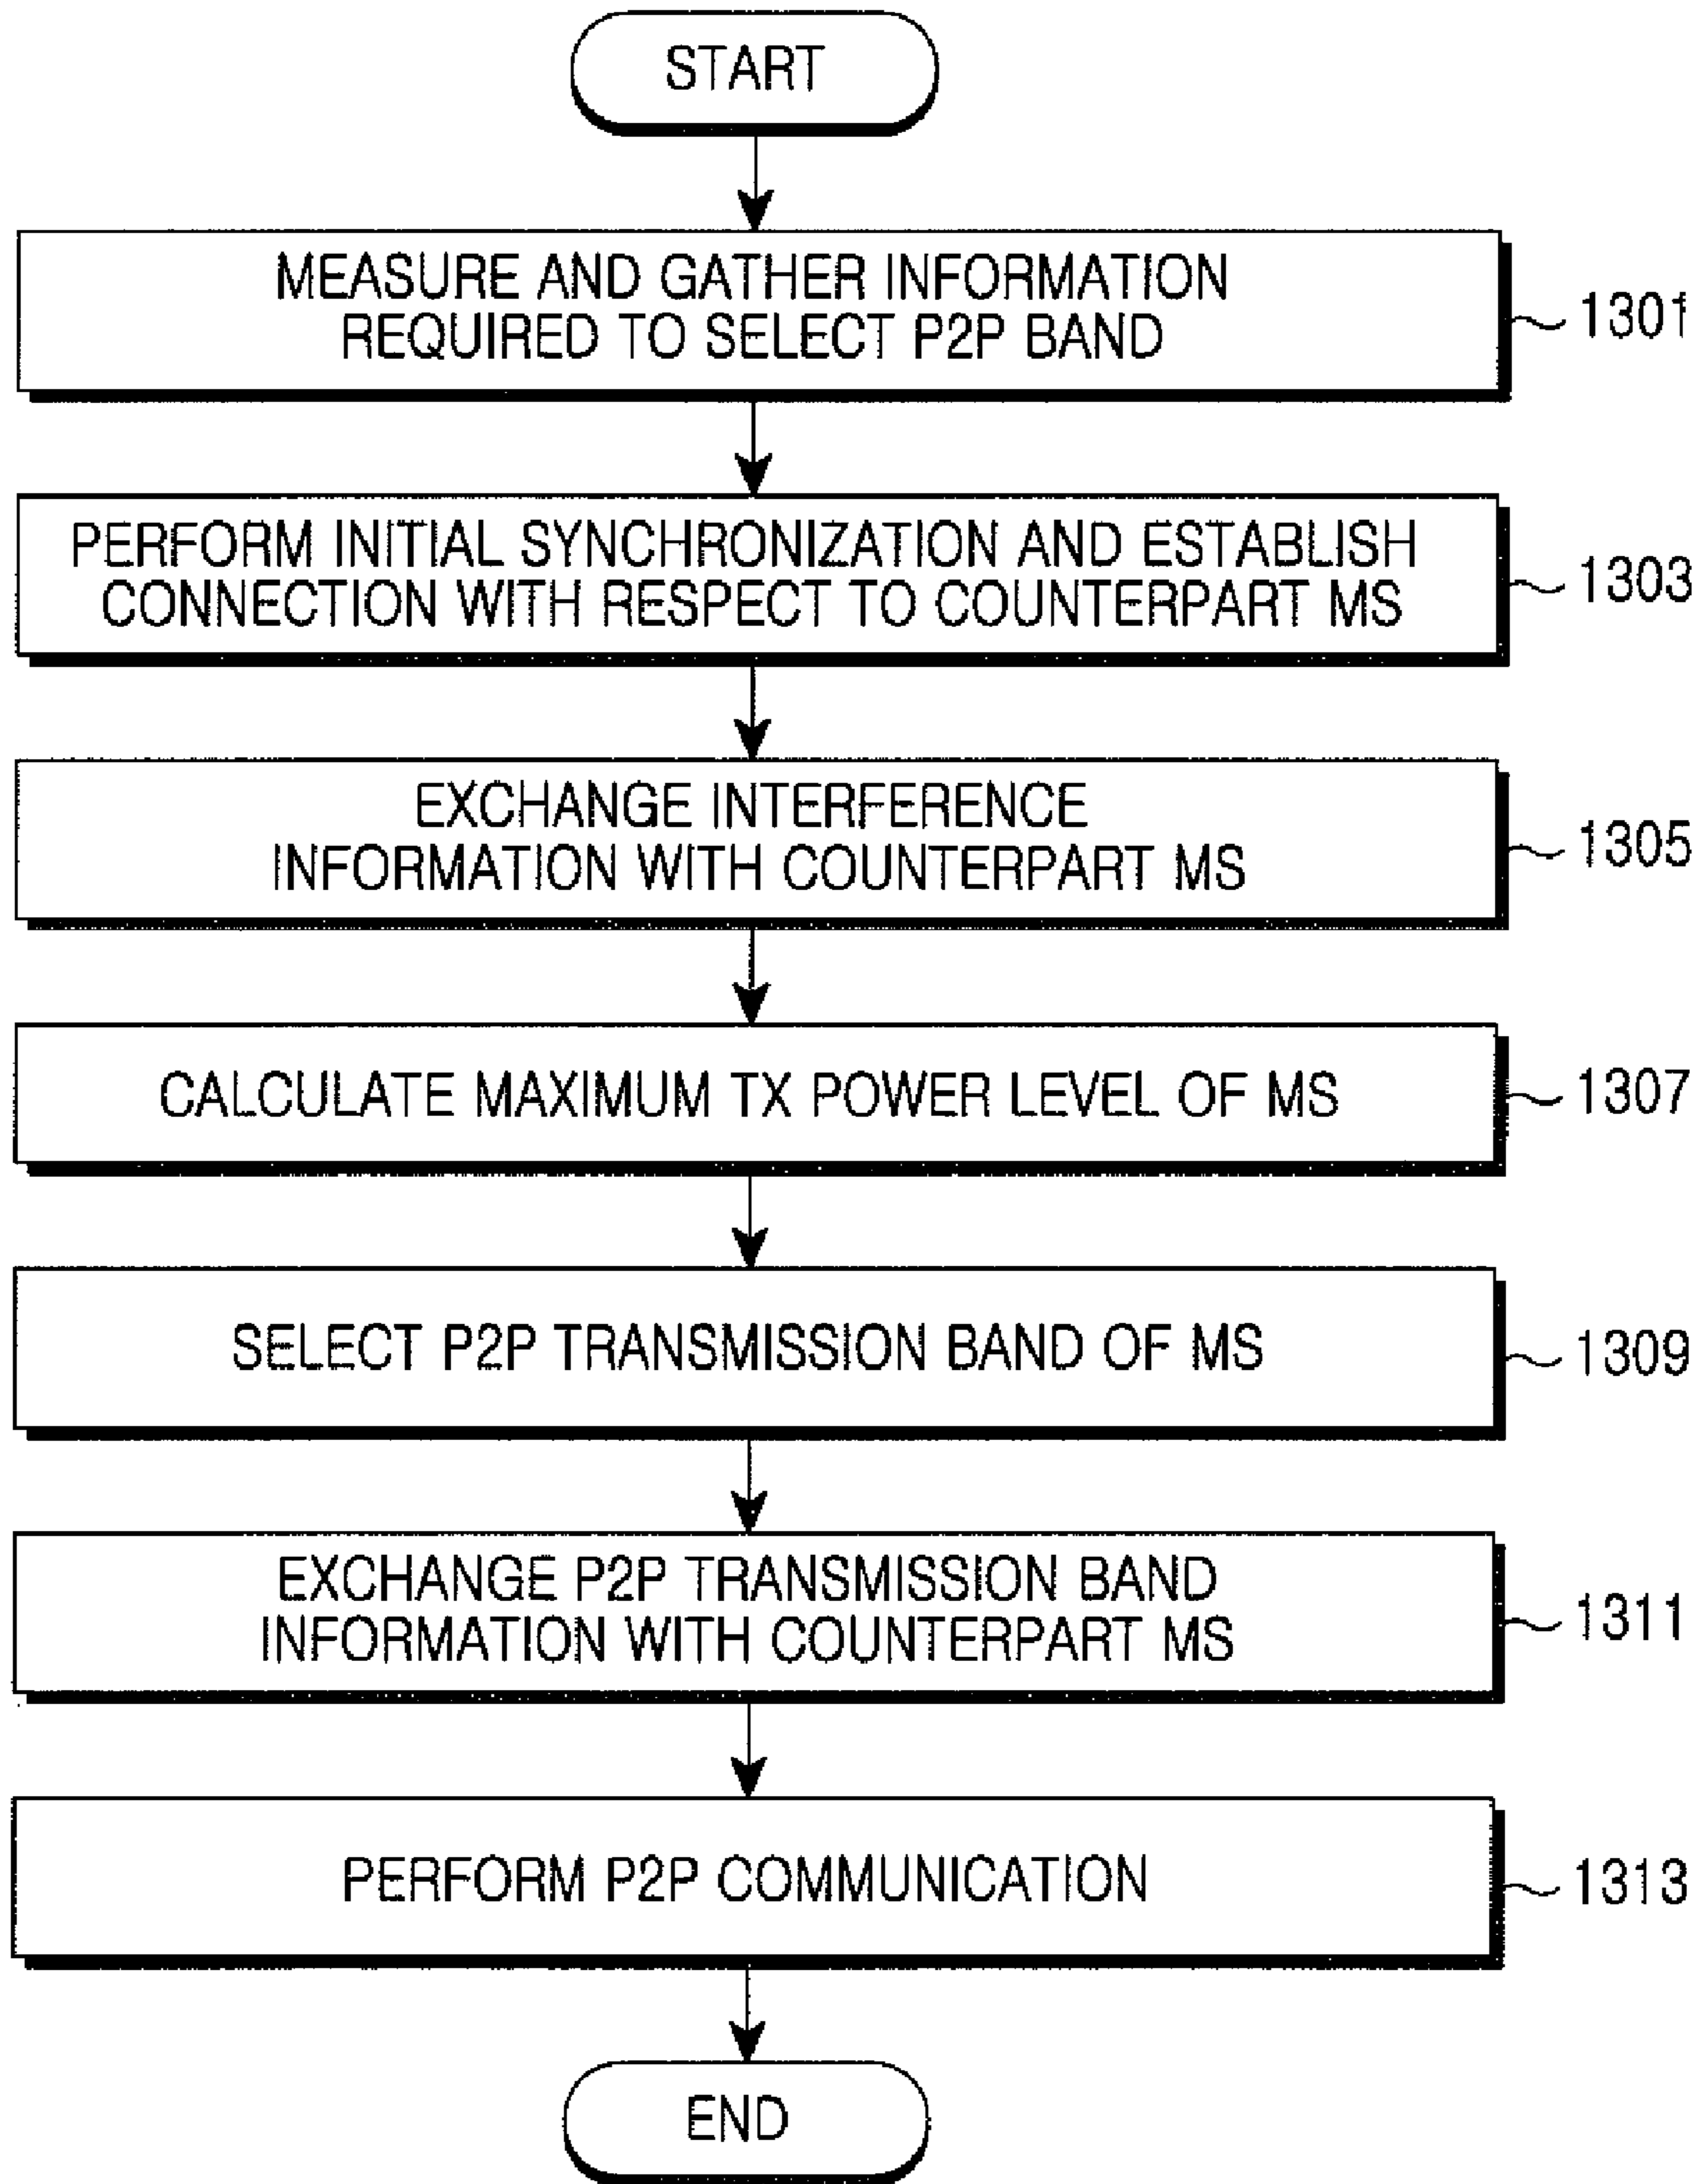 START
MEASURE AND GATHER INFORMATION
REQUIRED TO SELECT P2P BAND
1301
PERFORM INITIAL SYNCHRONIZATION AND ESTABLISH
CONNECTION WITH RESPECT TO COUNTERPART MS
1303
EXCHANGE INTERFERENCE
INFORMATION WITH COUNTERPART MS
1305
CALCULATE MAXIMUM TX POWER LEVEL OF MS
1307
SELECT P2P TRANSMISSION BAND OF MS
1309
EXCHANGE P2P TRANSMISSION BAND
INFORMATION WITH COUNTERPART MS
1311
PERFORM P2P COMMUNICATION
1313
END